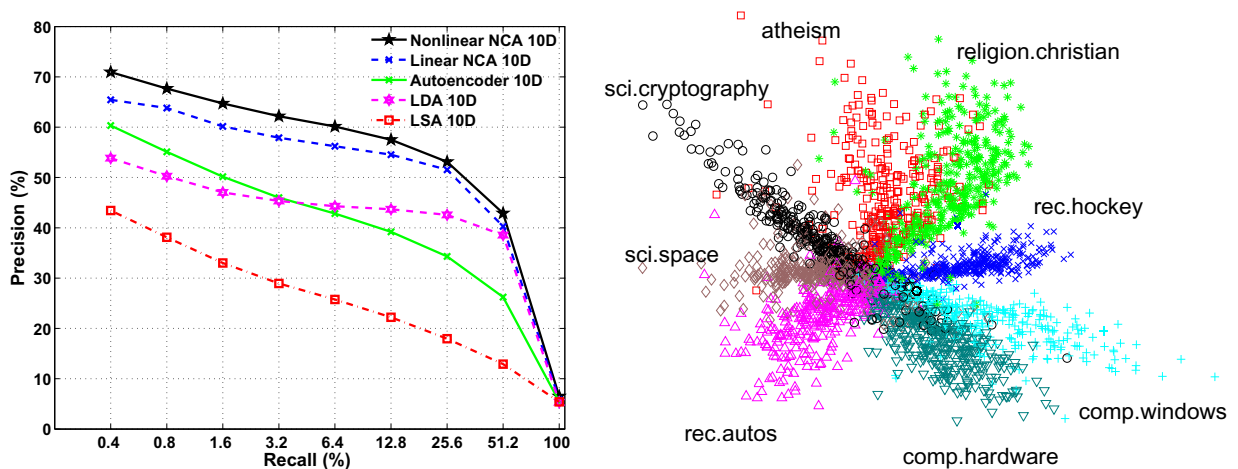 80
70
60
50
40
30
20
10
0
Precision (%)
0.4 0.8 1.6 3.2 6.4 12.8 25.6 51.2 100
Recall (%)
Nonlinear NCA 10D
Linear NCA 10D
Autoencoder 10D
LDA 10D
LSA 10D
atheism
religion.christian
sci.cryptography
rec.hockey
sci.space
comp.windows
rec.autos
comp.hardware